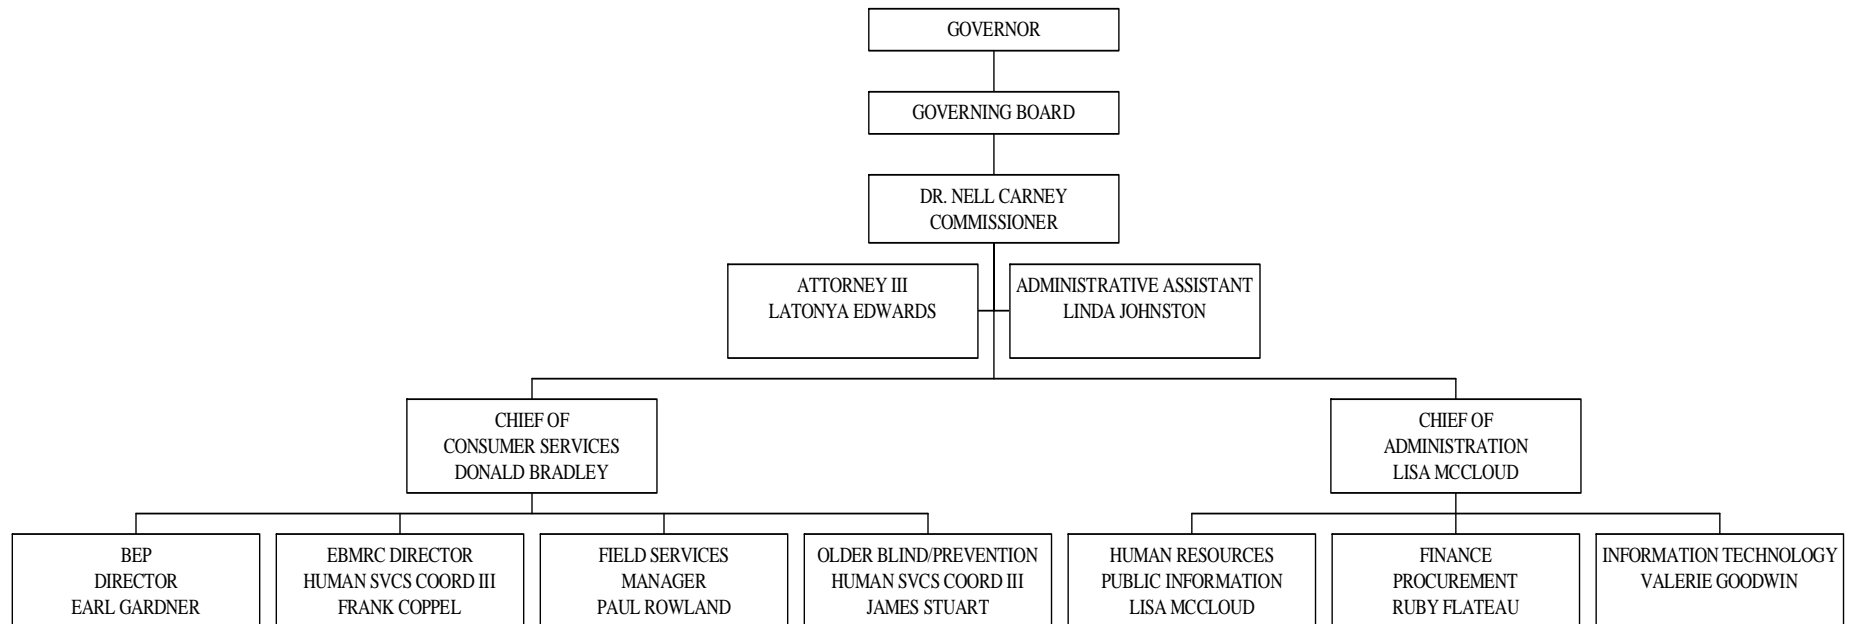 GOVERNOR
GOVERNING BOARD
DR. NELL CARNEY
COMMISSIONER
ATTORNEY III
LATONYA EDWARDS
ADMINISTRATIVE ASSISTANT
LINDA JOHNSTON
CHIEF OF
CONSUMER SERVICES
DONALD BRADLEY
CHIEF OF
ADMINISTRATION
LISA MCCLOUD
BEP
DIRECTOR
EARL GARDNER
EBMRC DIRECTOR
HUMAN SVCS COORD III
FRANK COPPEL
FIELD SERVICES
MANAGER
PAUL ROWLAND
OLDER BLIND/PREVENTION
HUMAN SVCS COORD III
JAMES STUART
HUMAN RESOURCES
PUBLIC INFORMATION
LISA MCCLOUD
FINANCE
PROCUREMENT
RUBY FLATEAU
INFORMATION TECHNOLOGY
VALERIE GOODWIN